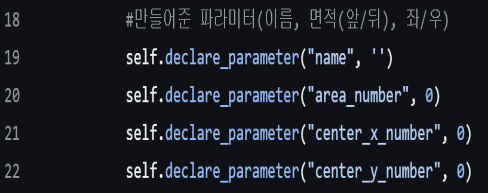 18 #만들어준 파라미터(이름, 면적(앞/뒤), 좌/우)
19 self.declare_parameter("name", '')
20 self.declare_parameter("area_number", 0)
21 self.declare_parameter("center_x_number", 0)
22 self.declare_parameter("center_y_number", 0)